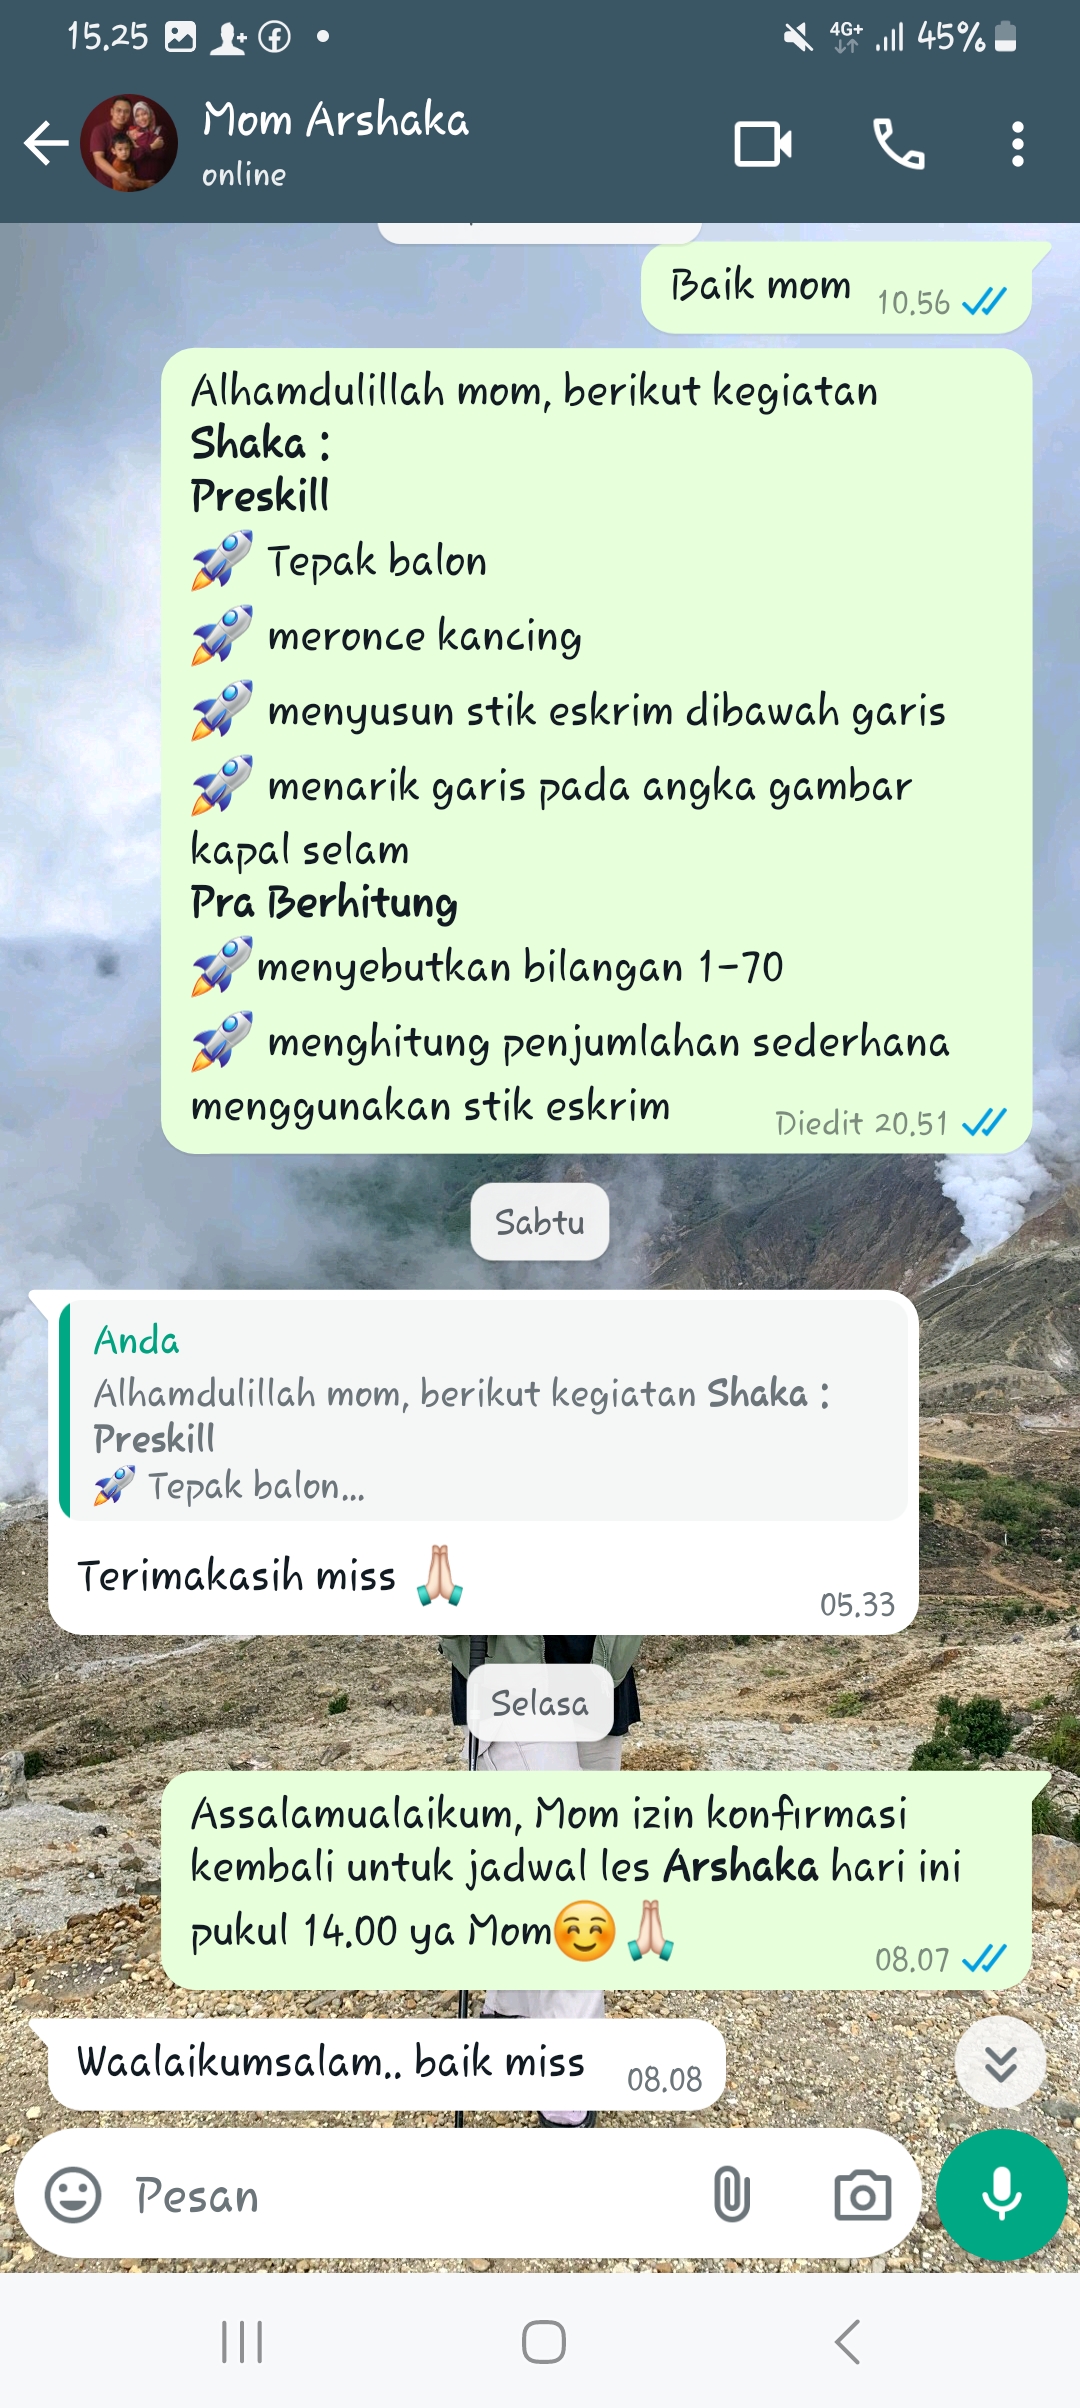 15.25
4G+ 45%
Mom Arshaka
online
Baik mom 10.56
Alhamdulillah mom, berikut kegiatan
Shaka :
Preskill
🚀 Tepak balon
🚀 meronce kancing
🚀 menyusun stik eskrim dibawah garis
🚀 menarik garis pada angka gambar
kapal selam
Pra Berhitung
🚀menyebutkan bilangan 1-70
🚀 menghitung penjumlahan sederhana
menggunakan stik eskrim
Diedit 20.51
Sabtu
Anda
Alhamdulillah mom, berikut kegiatan Shaka :
Preskill
🚀 Tepak balon...
Terimakasih miss 🙏🏻
05.33
Selasa
Assalamualaikum, Mom izin konfirmasi
kembali untuk jadwal les Arshaka hari ini
pukul 14.00 ya Mom☺️🙏🏻
08.07
Waalaikumsalam.. baik miss 08.08
Pesan